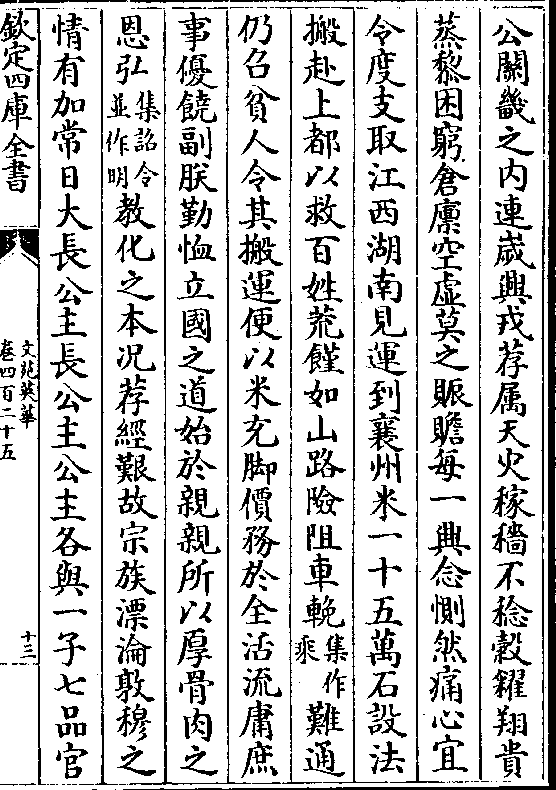 公關畿之内連歳興戎荐属天火稼穡不稔穀糴翔貴
蒸黎困窮倉廪空虚莫之賑贍每一興念惻然痛心宜
令度支取江西湖南見運到襄州米一十五萬石設法
搬赴上都以救百姓荒饉如山路險阻車輓集作乘難通
仍召貧人令其搬運便以米充脚價務於全活流庸庶
事優饒副朕勤恤立國之道始於親親所以厚骨肉之
恩弘集詔令並作明教化之本况荐經艱故宗族漂淪敦穆之
情有加常日大長公主長公主公主各與一子七品官
欽定四庫全書
文苑英華
卷四百二十五
十三